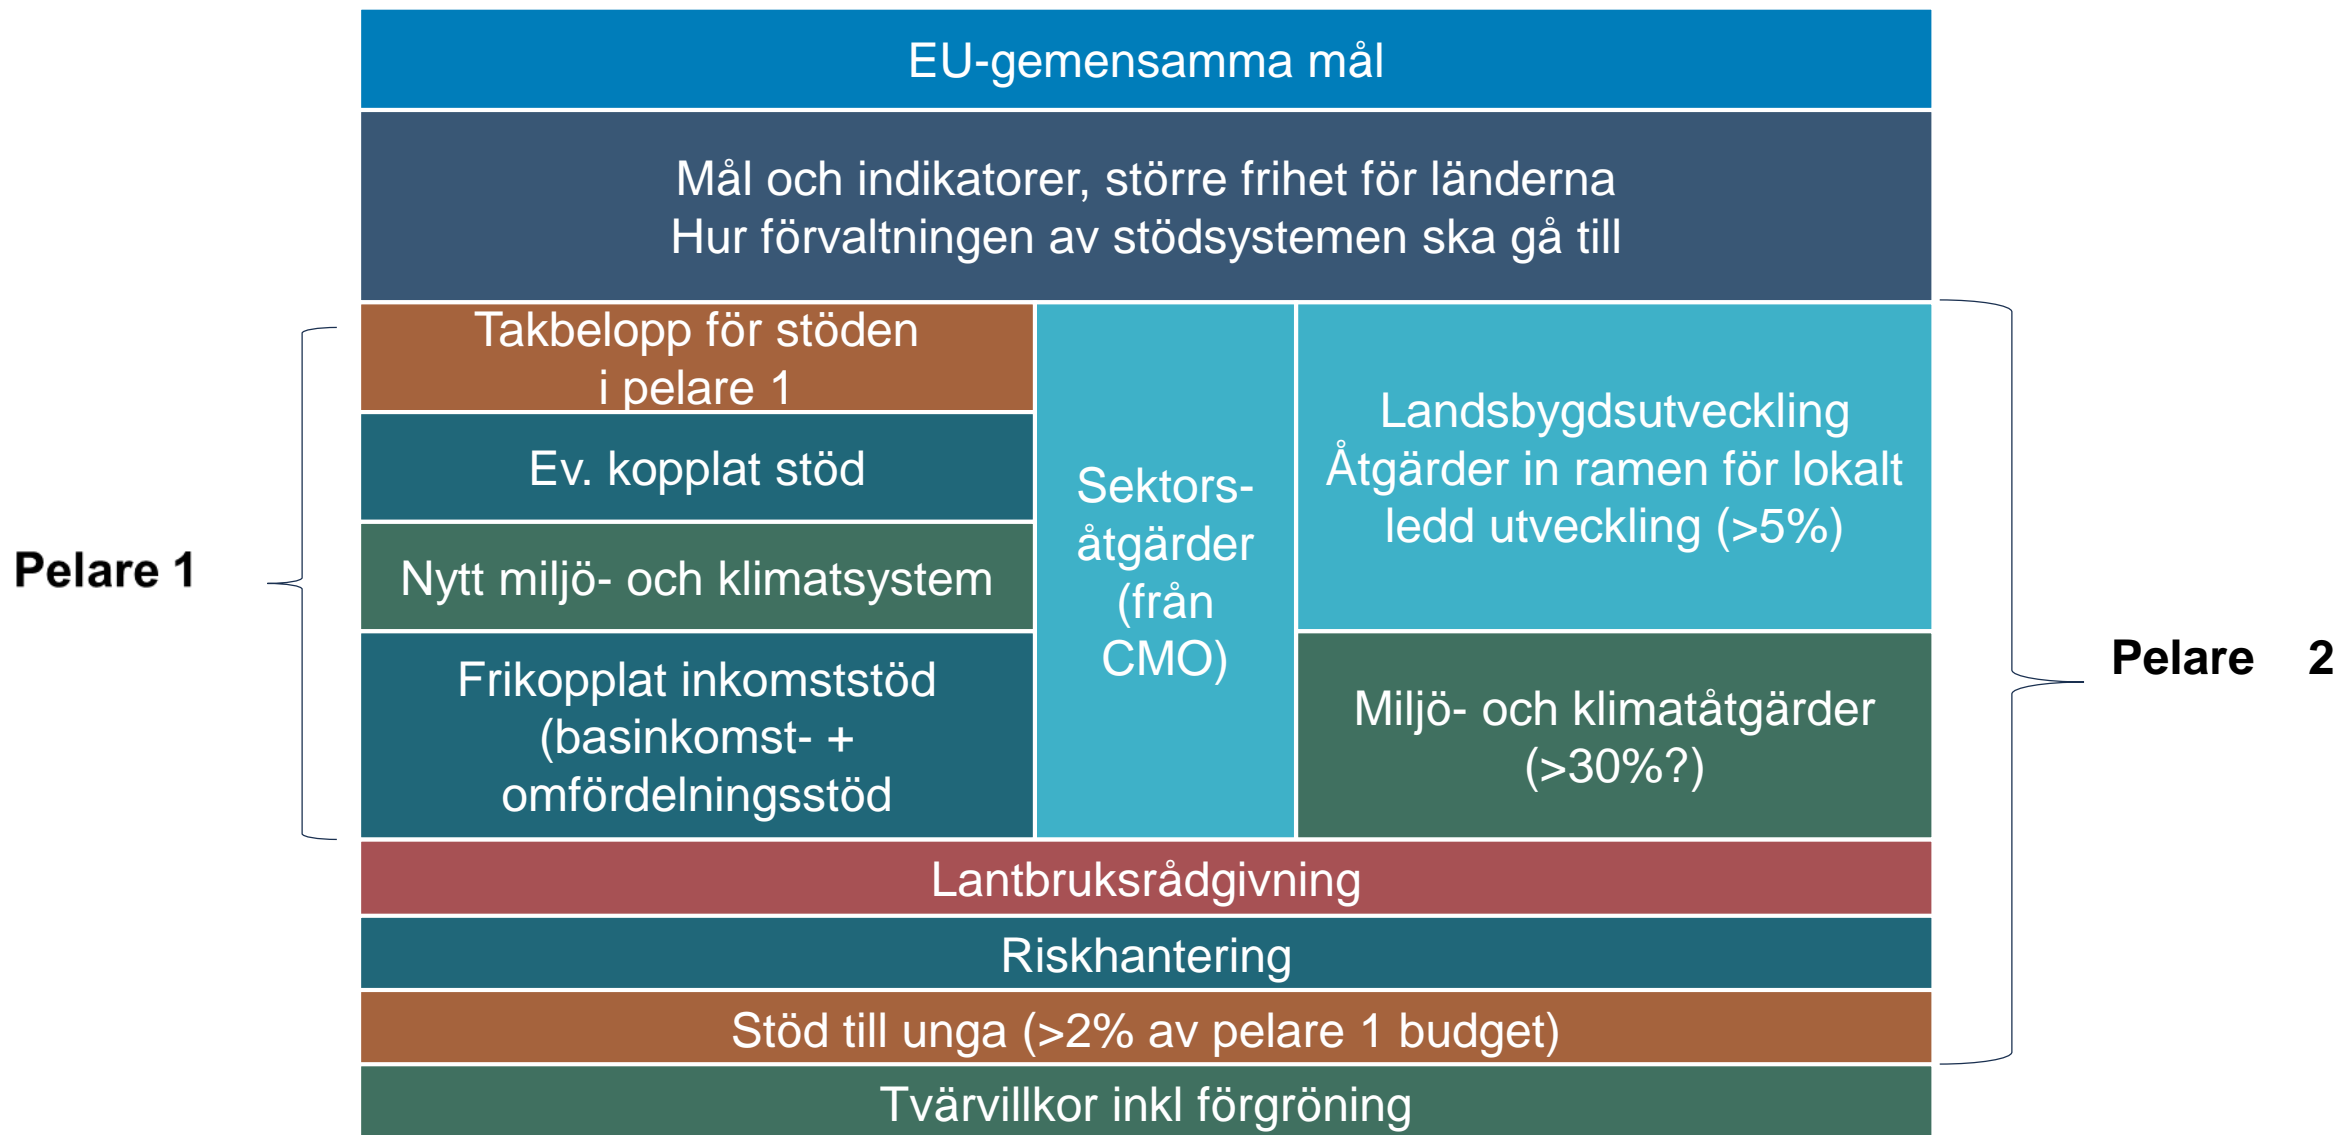 EU-gemensamma mål
Mål och indikatorer, större frihet för länderna
Hur förvaltningen av stödsystemen ska gå till
Pelare 1
Takbelopp för stöden
i pelare 1
Ev. kopplat stöd
Nytt miljö- och klimatsystem
Frikopplat inkomststöd
(basinkomst- +
omfördelningsstöd
Sektors-
åtgärder
(från
CMO)
Landsbygdsutveckling
Åtgärder in ramen för lokalt
ledd utveckling (>5%)
Miljö- och klimatåtgärder
(>30%?)
Pelare 2
Lantbruksrådgivning
Riskhantering
Stöd till unga (>2% av pelare 1 budget)
Tvärvillkor inkl förgröning